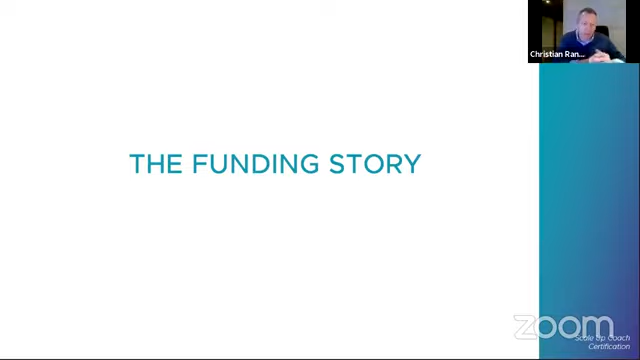 Christian Ran...
THE FUNDING STORY
zoom
Scale Up Coach
Certification